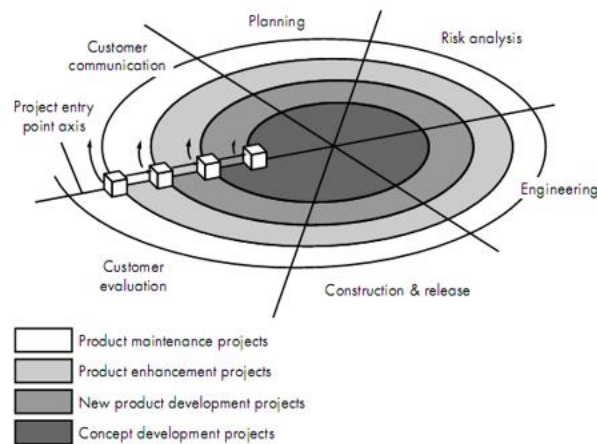 Planning
Risk analysis
Customer
communication
Project entry
point axis
Engineering
Customer
evaluation
Construction & release
Product maintenance projects
Product enhancement projects
New product development projects
Concept development projects